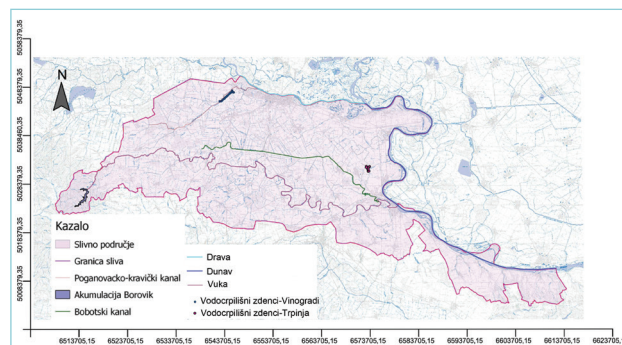 5058379,35
5048379,35
5038460,35
5028379,35
5018379,35
5008379,35
N
Kazalo
Slivno područje
Granica sliva
Poganovacko-kravički kanal
Akumulacija Borovik
Bobotski kanal
Drava
Dunav
Vuka
Vodocrpilišni zdenci-Vinogradi
Vodocrpilišni zdenci-Trpinja
6513705,15
6523705,15
6533705,15
6543705,15
6553705,15
6563705,15
6573705,15
6583705,15
6593705,15
6603705,15
6613705,15
6623705,15